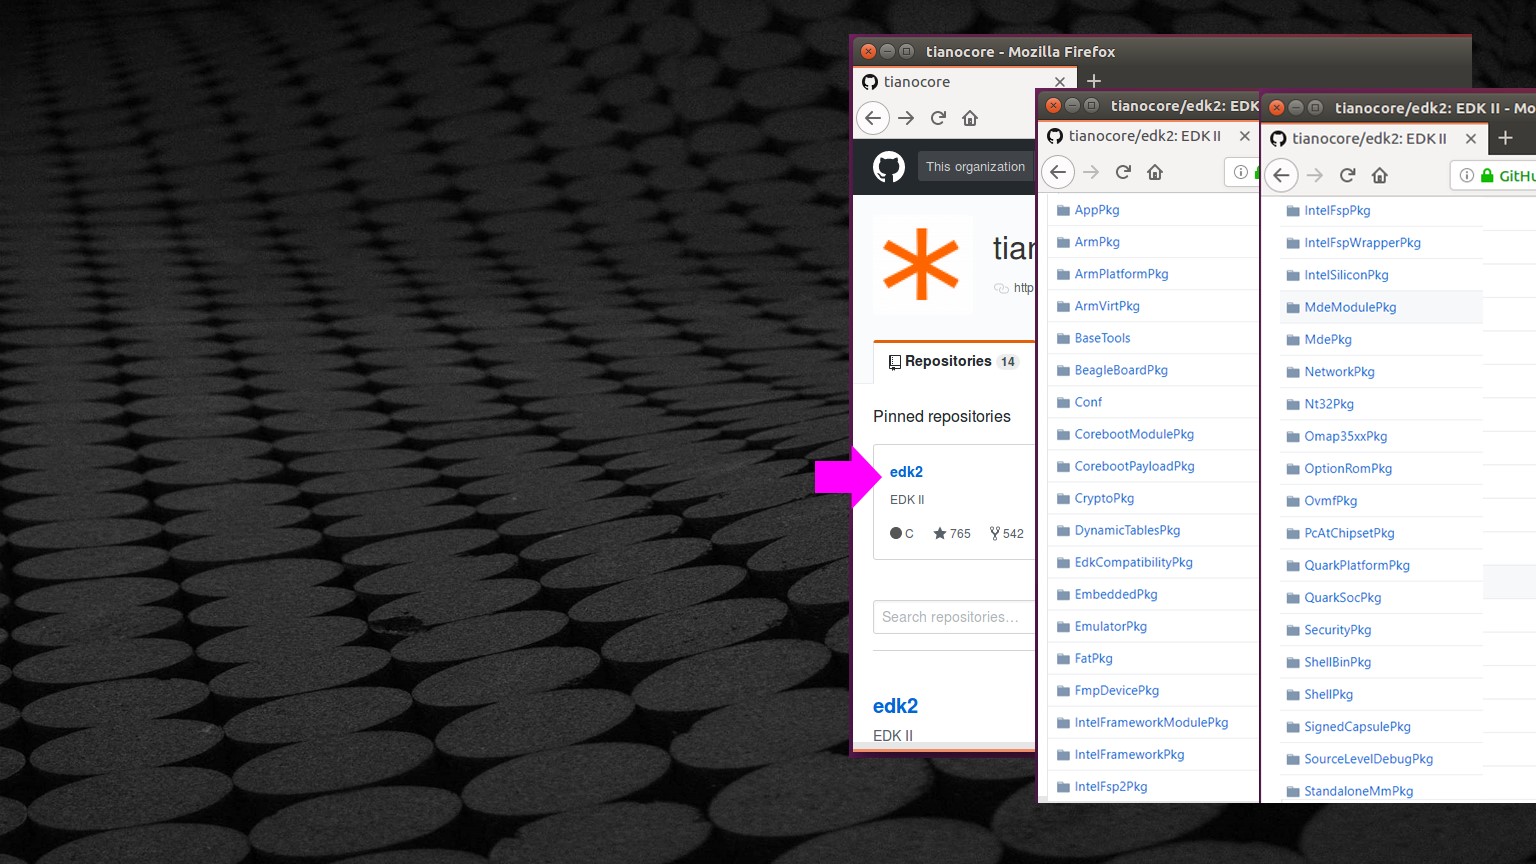 tianocore - Mozilla Firefox
tianocore
This organization
tian
http
Repositories 14
Pinned repositories
edk2
EDK II
C 765 542
Search repositories...
edk2
EDK II
tianocore/edk2: EDK
tianocore/edk2: EDK II
AppPkg
ArmPkg
ArmPlatformPkg
ArmVirtPkg
BaseTools
BeagleBoardPkg
Conf
CorebootModulePkg
CorebootPayloadPkg
CryptoPkg
DynamicTablesPkg
EdkCompatibilityPkg
EmbeddedPkg
EmulatorPkg
FatPkg
FmpDevicePkg
IntelFrameworkModulePkg
IntelFrameworkPkg
IntelFsp2Pkg
tianocore/edk2: EDK II - Mo
tianocore/edk2: EDK II
GitHu
IntelFspPkg
IntelFspWrapperPkg
IntelSiliconPkg
MdeModulePkg
MdePkg
NetworkPkg
Nt32Pkg
Omap35xxPkg
OptionRomPkg
OvmfPkg
PcAtChipsetPkg
QuarkPlatformPkg
QuarkSocPkg
SecurityPkg
ShellBinPkg
ShellPkg
SignedCapsulePkg
SourceLevelDebugPkg
StandaloneMmPkg